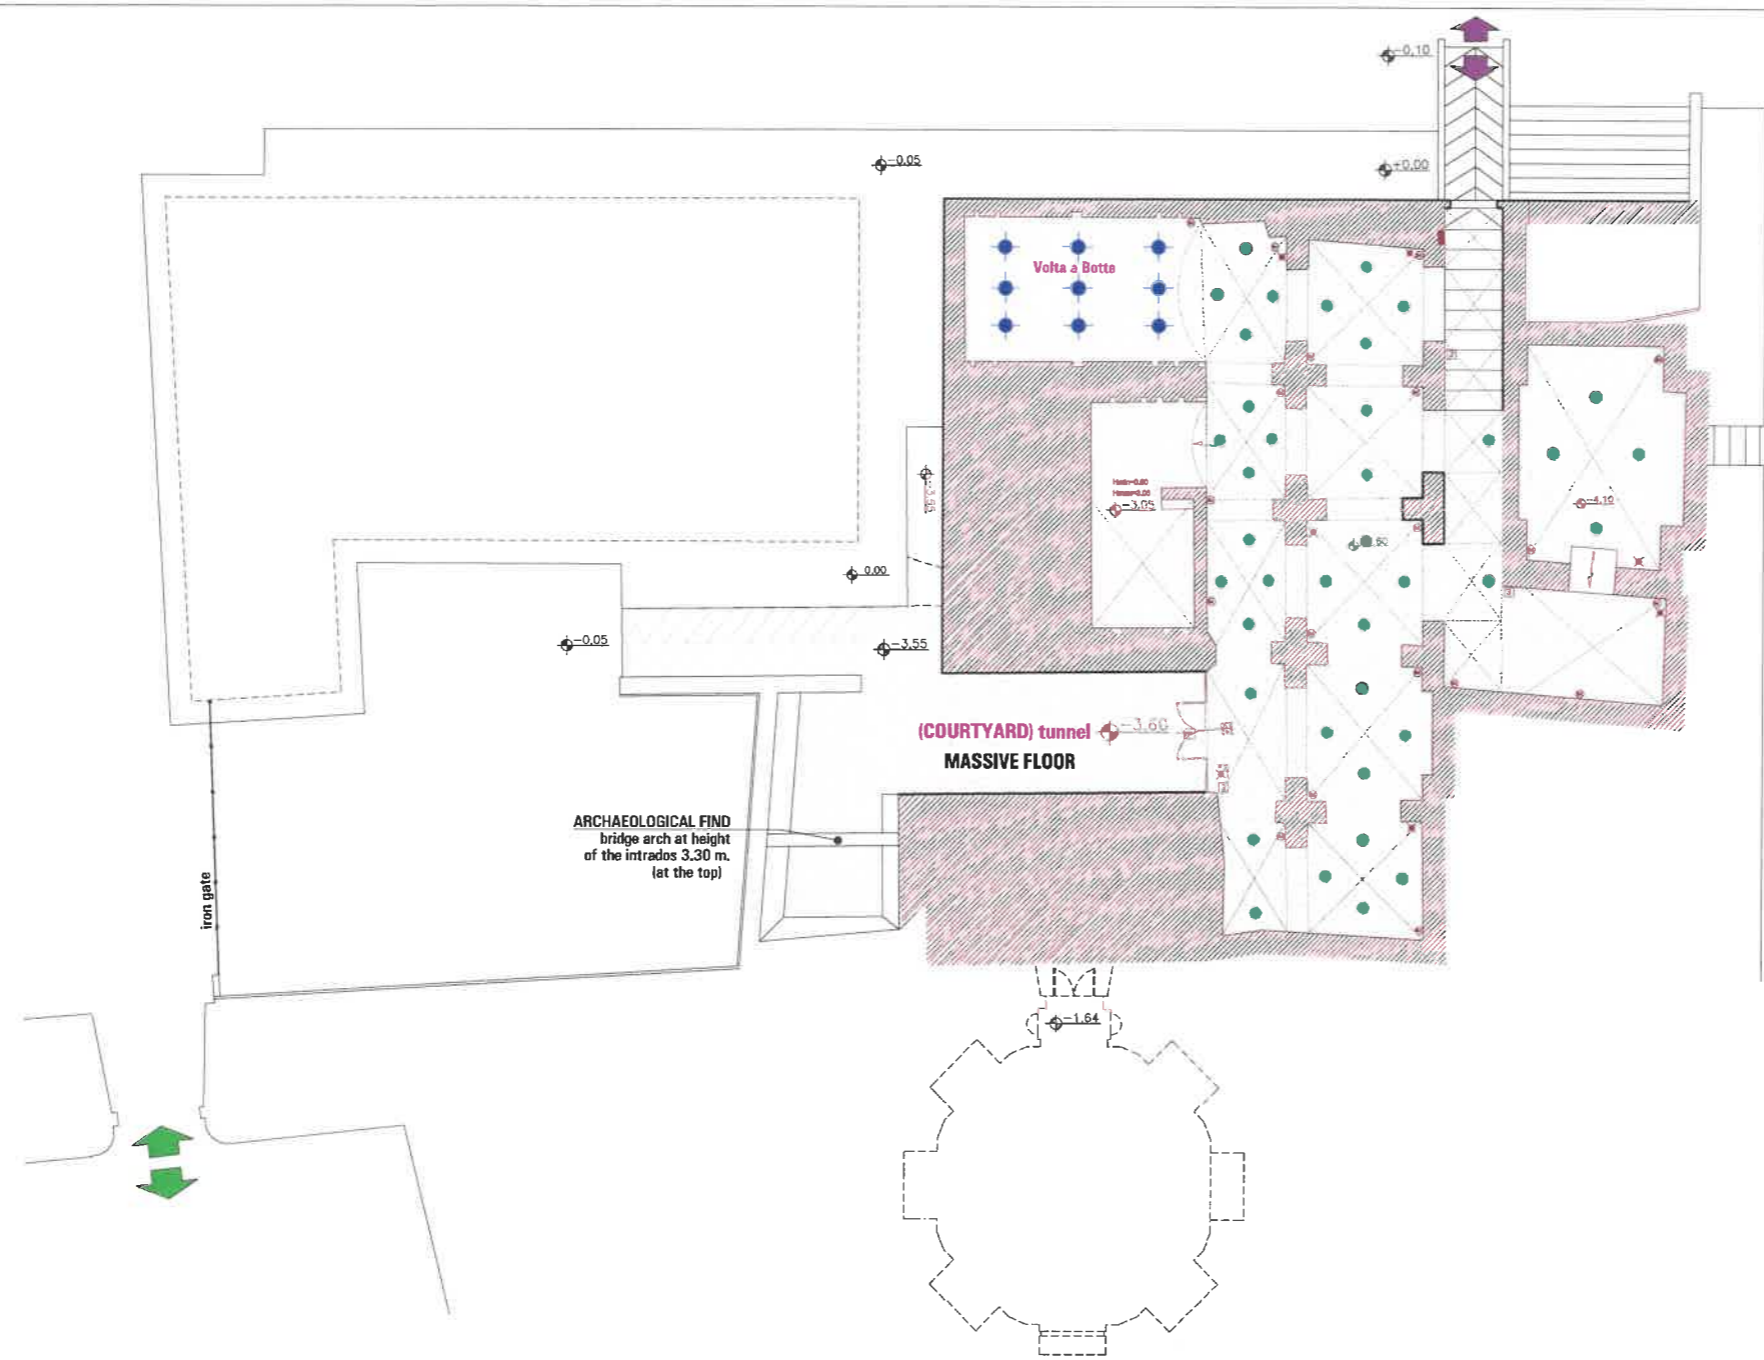 -0,10
-0.05
±0.00
Volta a Botte
-3.05
-4.10
0.00
-0.05
-3.55
(COURTYARD) tunnel
-3.60
MASSIVE FLOOR
ARCHAEOLOGICAL FIND
bridge arch at height
of the intrados 3.30 m.
(at the top)
iron gate
-1.64